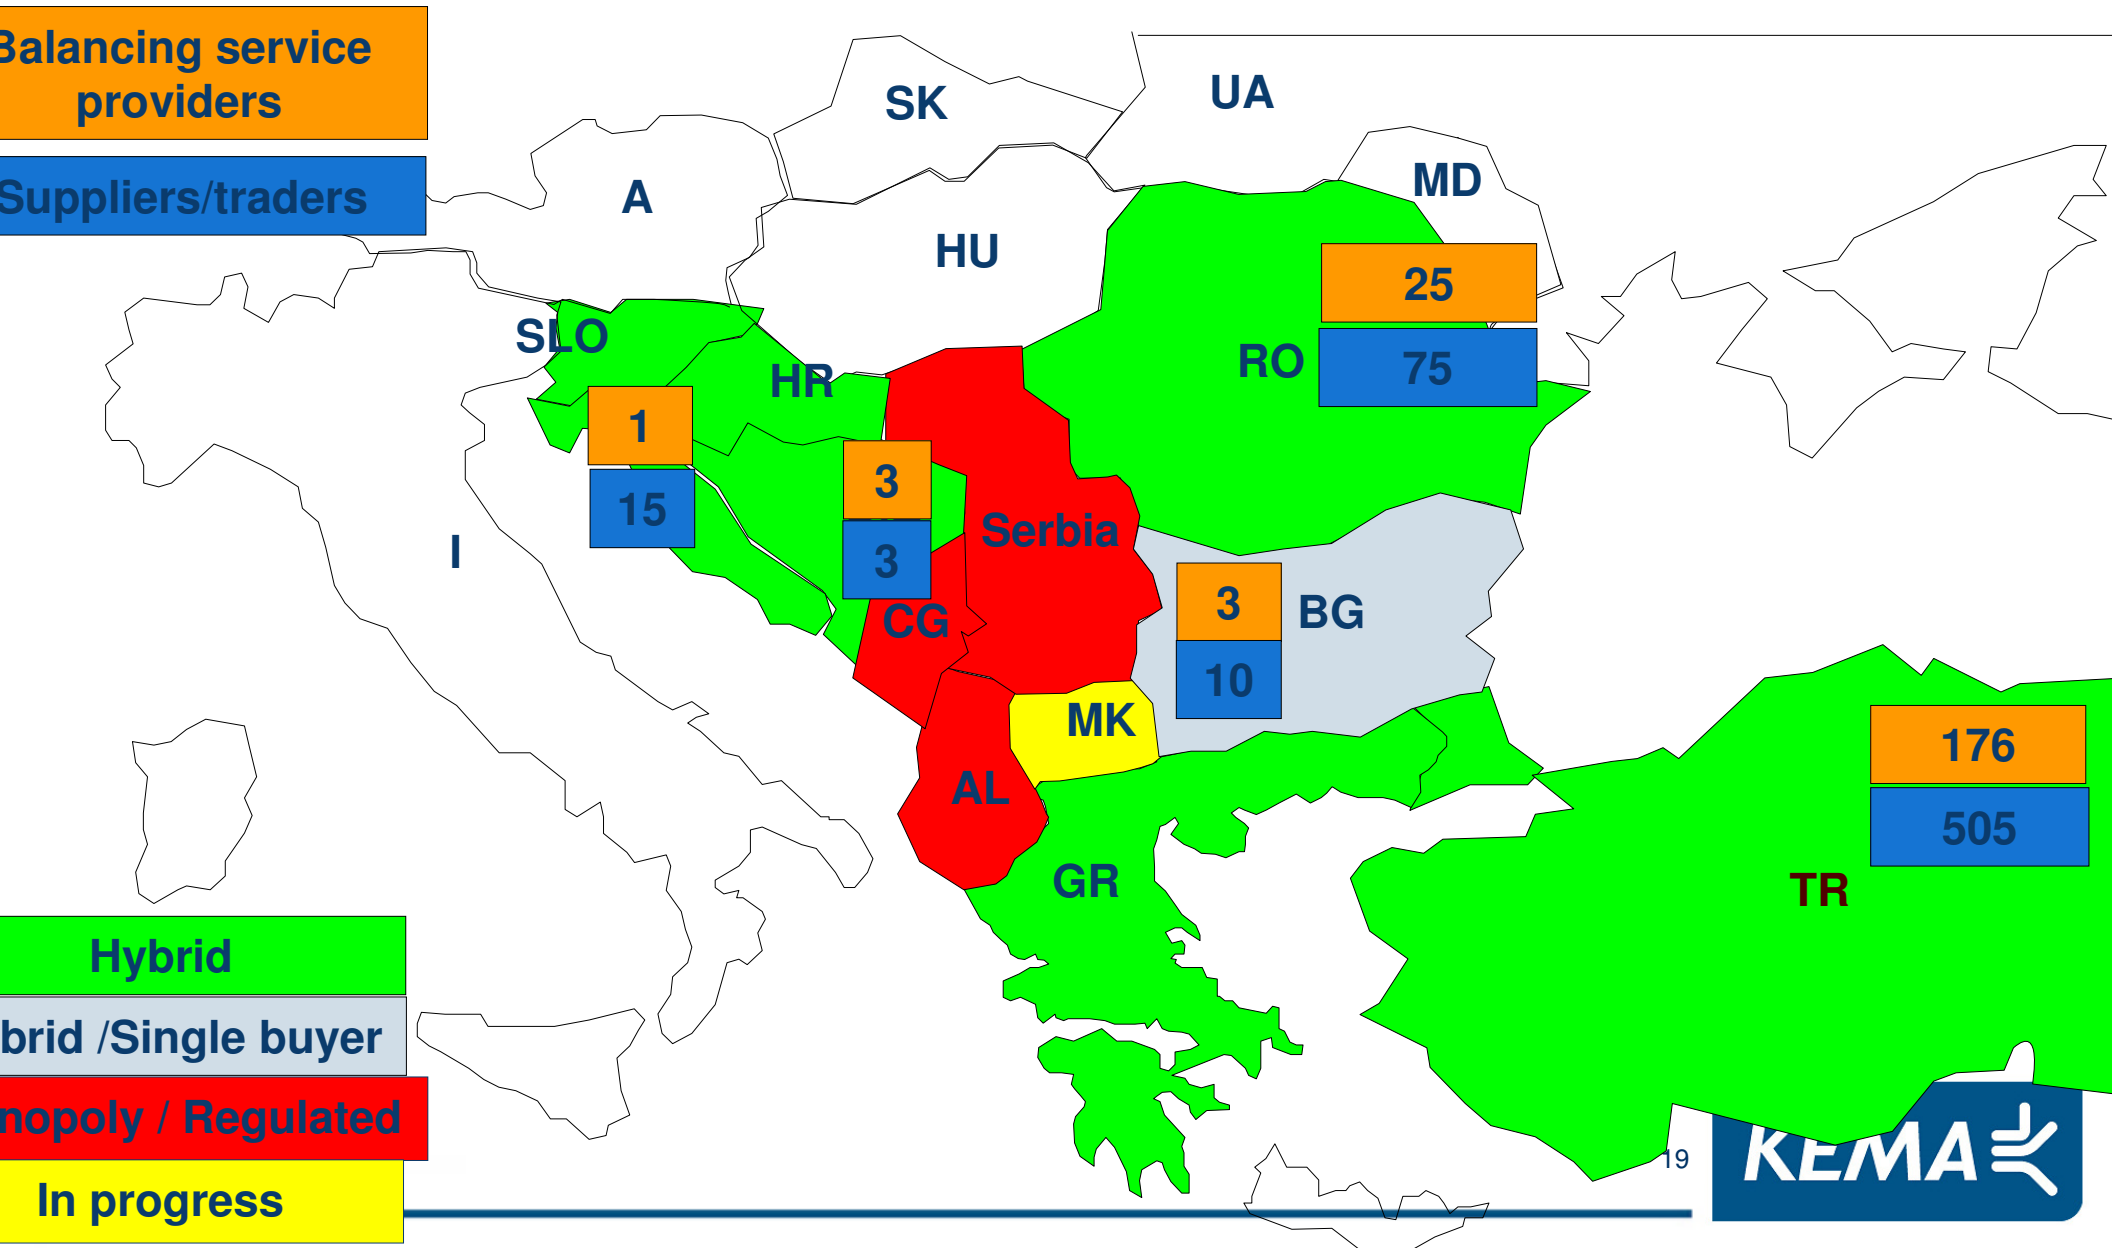 Balancing service
providers
Suppliers/traders
SK
UA
A
MD
HU
25
SLO
RO
75
HR
1
3
15
Serbia
I
3
3
BG
CG
10
MK
176
AL
505
GR
TR
Hybrid
brid /Single buyer
nopoly / Regulated
In progress
19
KEMA